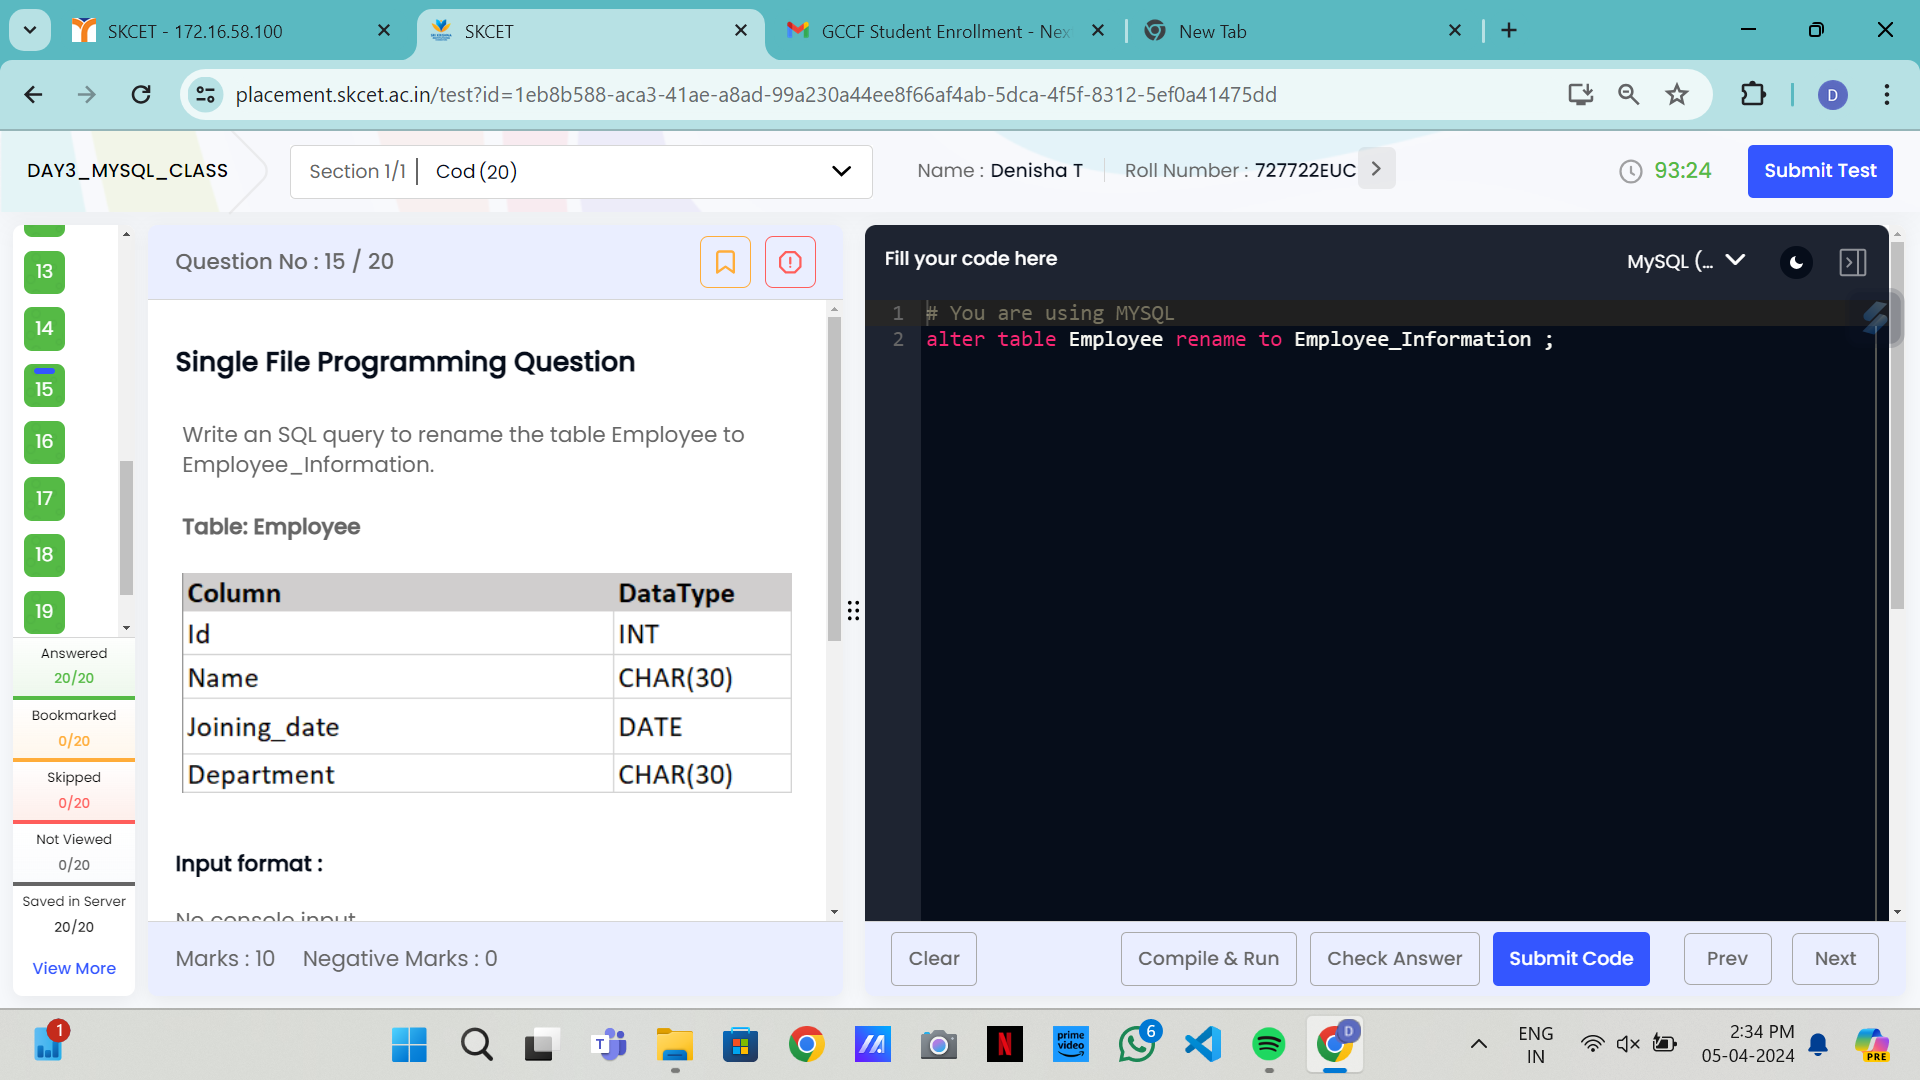 SKCET - 172.16.58.100
SKCET
GCCF Student Enrollment - Nex
New Tab
placement.skcet.ac.in/test?id=1eb8b588-aca3-41ae-a8ad-99a230a44ee8f66af4ab-5dca-4f5f-8312-5ef0a41475dd
D
DAY3_MYSQL_CLASS
Section 1/1
Cod (20)
Name : Denisha T
Roll Number : 727722EUC
93:24
Submit Test
13
14
15
16
17
18
19
Answered
20/20
Bookmarked
0/20
Skipped
0/20
Not Viewed
0/20
Saved in Server
20/20
View More
Question No : 15 / 20
Single File Programming Question
Write an SQL query to rename the table Employee to
Employee_Information.
Table: Employee
Column DataType
Id INT
Name CHAR(30)
Joining_date DATE
Department CHAR(30)
Input format :
No console input
Marks : 10 Negative Marks : 0
Fill your code here
MySQL (...
1 # You are using MYSQL
2 alter table Employee rename to Employee_Information ;
Clear
Compile & Run
Check Answer
Submit Code
Prev
Next
1
T
prime
video
6
D
ENG
IN
2:34 PM
05-04-2024
PRE